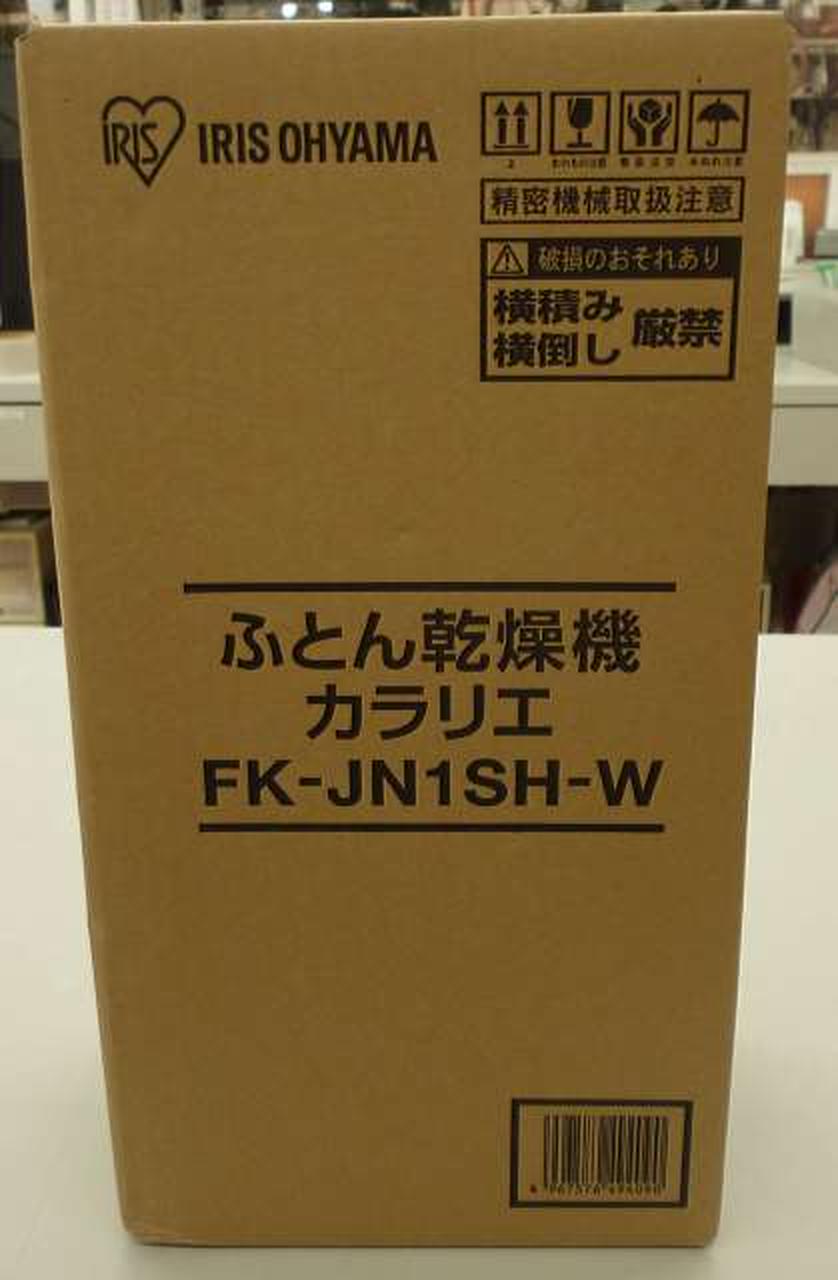 IRIS
IRIS OHYAMA
精密機械取扱注意
破損のおそれあり
横積み
横倒し
厳禁
ふとん乾燥機
カラリエ
FK-JN1SH-W